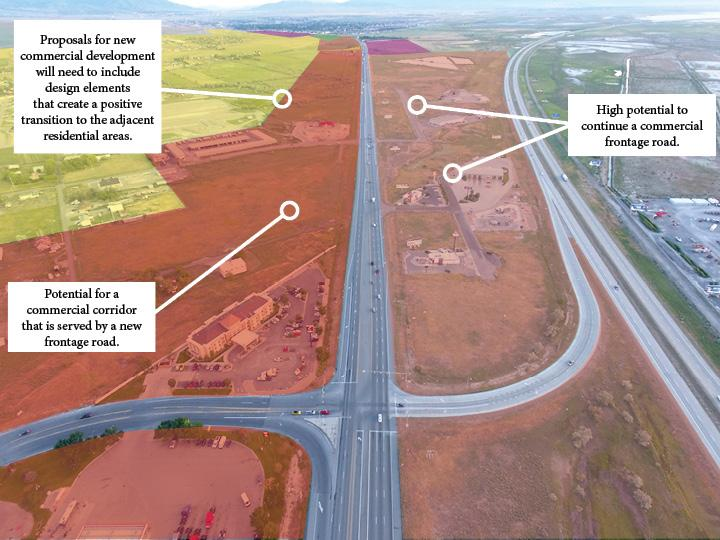 Proposals for new
commercial development
will need to include
design elements
that create a positive
transition to the adjacent
residential areas.
High potential to
continue a commercial
frontage road.
Potential for a
commercial corridor
that is served by a new
frontage road.